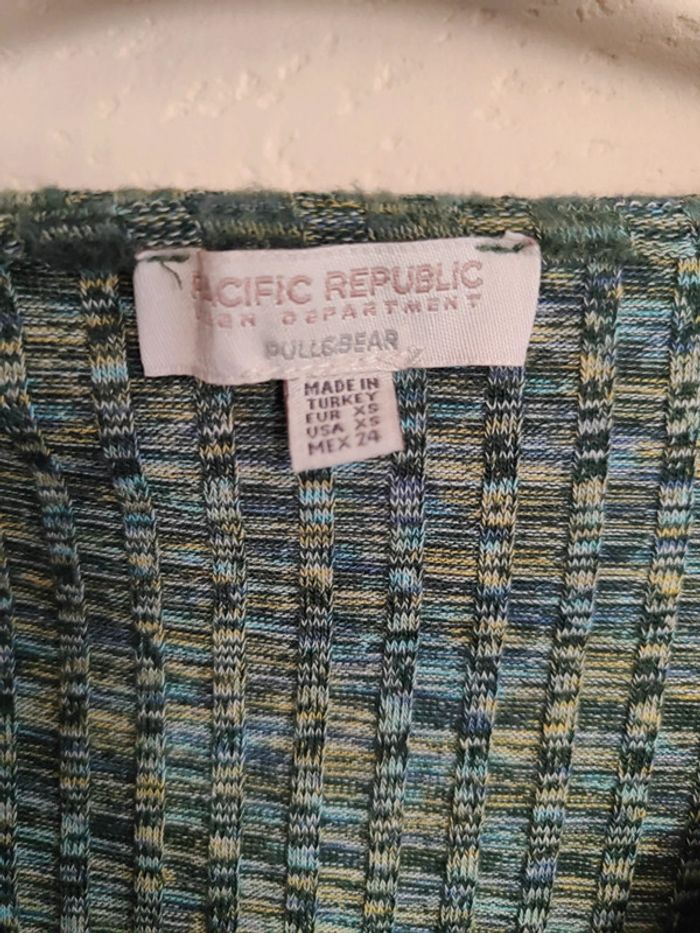 PACIFIC REPUBLIC
DEPARTMENT
PULL&BEAR
MADE IN
TURKEY
EUR XS
USA XS
MEX 24